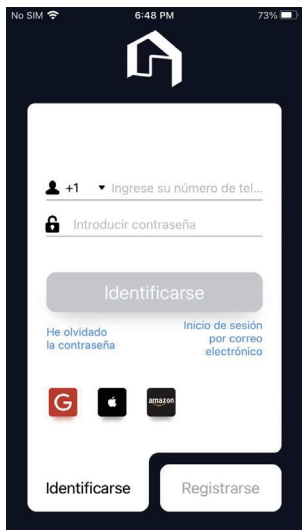 No SIM 6:48 PM 73%
+1 Ingrese su número de tel...
Introducir contraseña
Identificarse
He olvidado
la contraseña
Inicio de sesión
por correo
electrónico
G
amazon
Identificarse
Registrarse